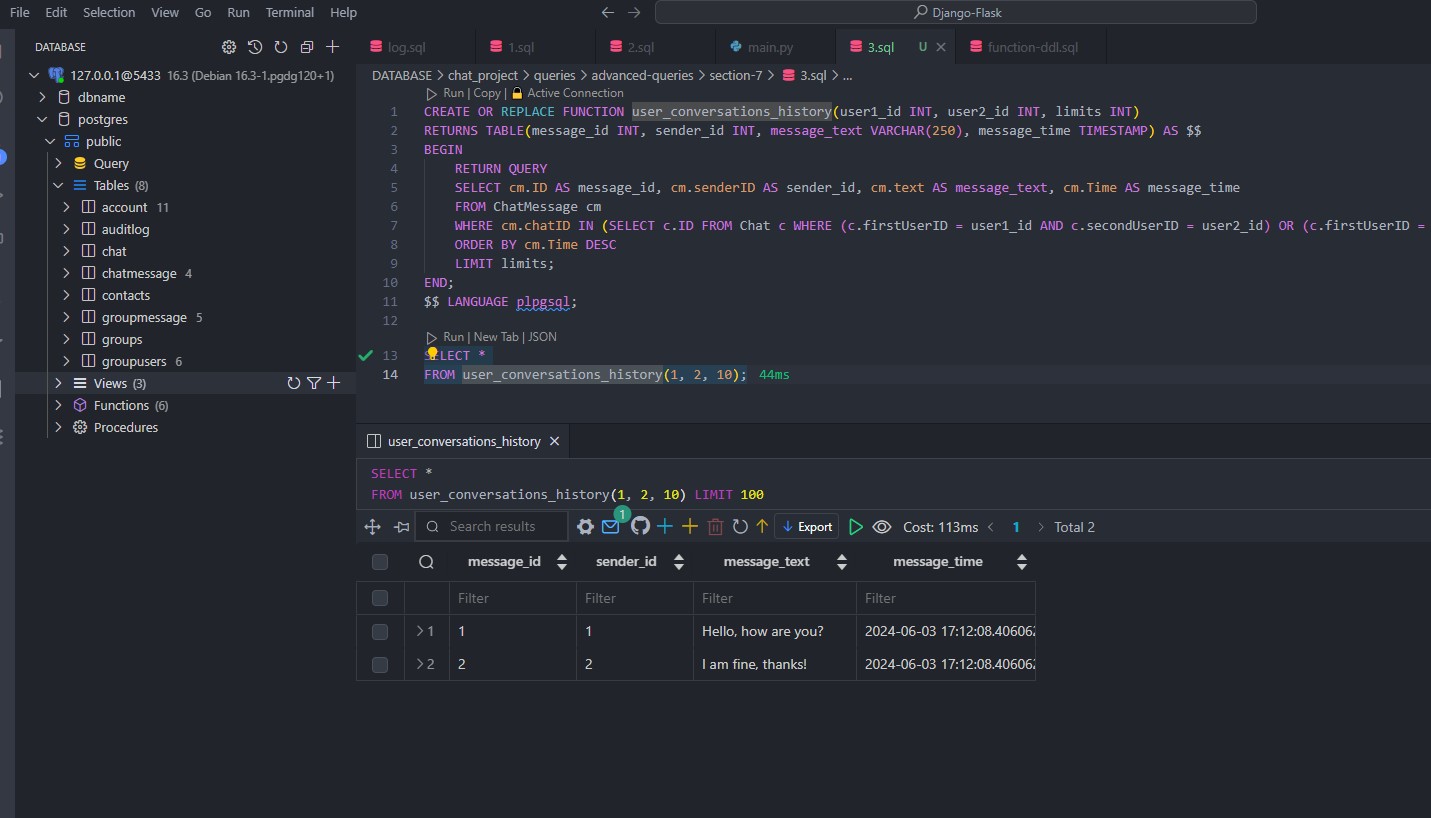 File Edit Selection View Go Run Terminal Help
Django-Flask
DATABASE
log.sql 1.sql 2.sql main.py 3.sql U function-ddl.sql
127.0.0.1@5433 16.3 (Debian 16.3-1.pgdg120+1)
dbname
postgres
public
Query
Tables (8)
account 11
auditlog
chat
chatmessage 4
contacts
groupmessage 5
groups
groupusers 6
Views (3)
Functions (6)
Procedures
DATABASE > chat_project > queries > advanced-queries > section-7 > 3.sql > ...
Run | Copy | Active Connection
1 CREATE OR REPLACE FUNCTION user_conversations_history(user1_id INT, user2_id INT, limits INT)
2 RETURNS TABLE(message_id INT, sender_id INT, message_text VARCHAR(250), message_time TIMESTAMP) AS $$
3 BEGIN
4 RETURN QUERY
5 SELECT cm.ID AS message_id, cm.senderID AS sender_id, cm.text AS message_text, cm.Time AS message_time
6 FROM ChatMessage cm
7 WHERE cm.chatID IN (SELECT c.ID FROM Chat c WHERE (c.firstUserID = user1_id AND c.secondUserID = user2_id) OR (c.firstUserID =
8 ORDER BY cm.Time DESC
9 LIMIT limits;
10 END;
11 $$ LANGUAGE plpgsql;
12
Run | New Tab | JSON
13 SELECT *
14 FROM user_conversations_history(1, 2, 10); 44ms
user_conversations_history
SELECT *
FROM user_conversations_history(1, 2, 10) LIMIT 100
Search results 1 Export Cost: 113ms < 1 > Total 2
message_id sender_id message_text message_time
Filter Filter Filter Filter
> 1 1 1 Hello, how are you? 2024-06-03 17:12:08.406062
> 2 2 2 I am fine, thanks! 2024-06-03 17:12:08.406062